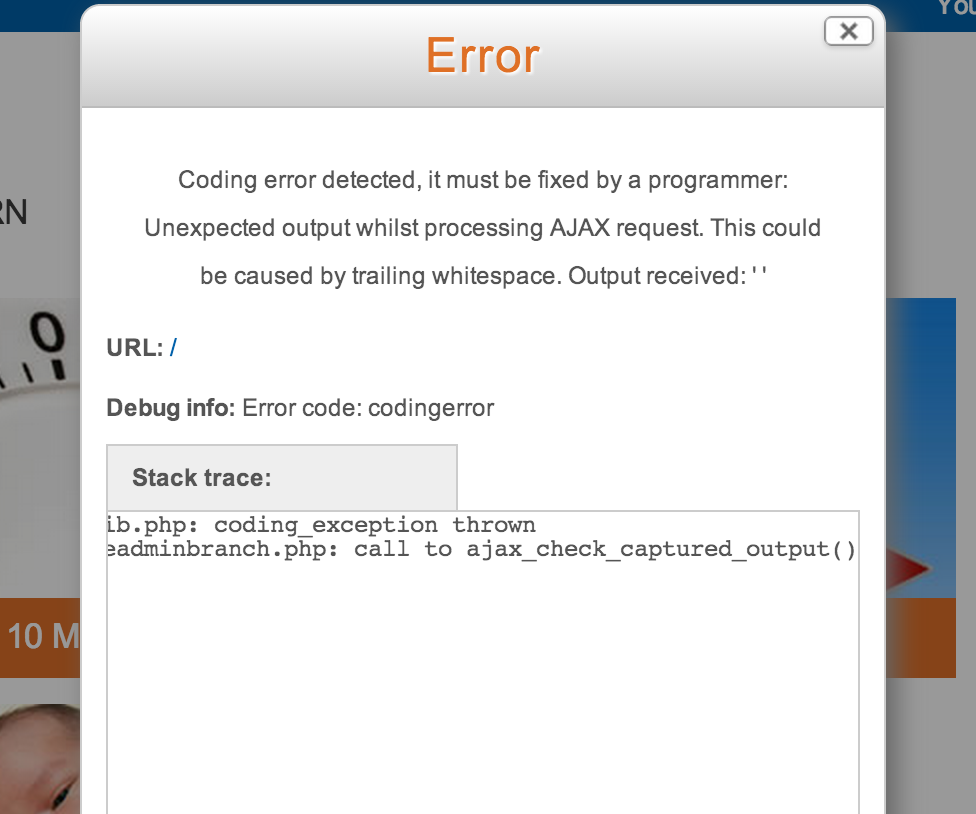 You
Error
Coding error detected, it must be fixed by a programmer:
Unexpected output whilst processing AJAX request. This could
be caused by trailing whitespace. Output received: ' '
RN
0
URL: /
Debug info: Error code: codingerror
Stack trace:
ib.php: coding_exception thrown
eadminbranch.php: call to ajax_check_captured_output()
10 M